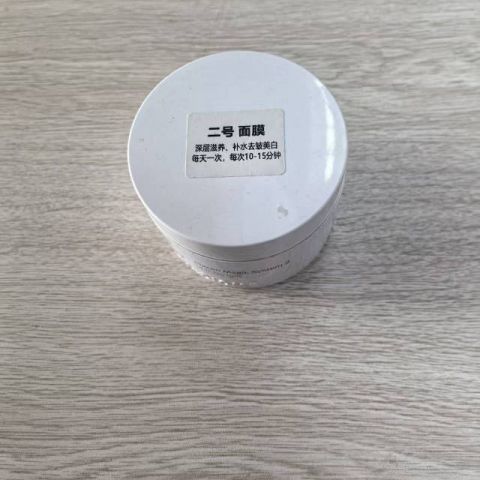 二号 面膜
深层滋养、补水去皱美白
每天一次，每次10-15分钟